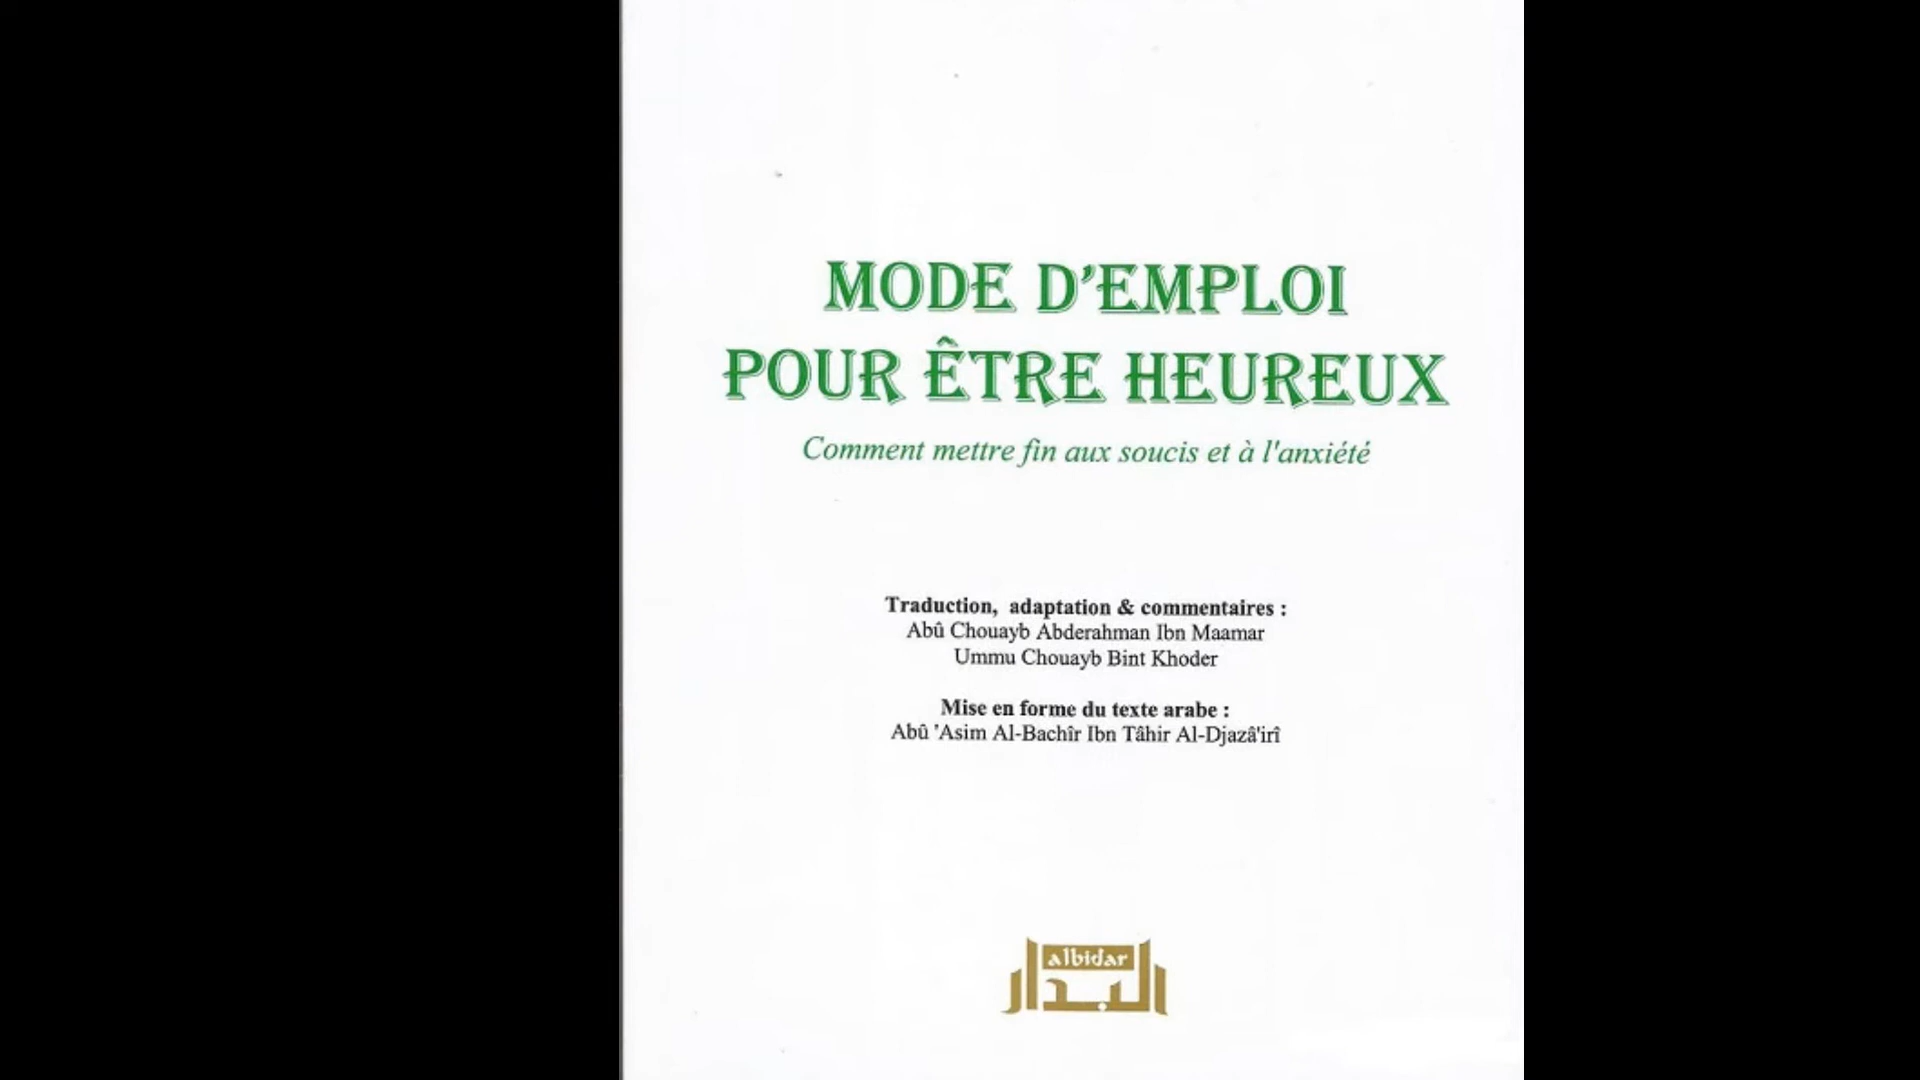 MODE D'EMPLOI
POUR ÊTRE HEUREUX
Comment mettre fin aux soucis et à l'anxiété
Traduction, adaptation & commentaires :
Abû Chouayb Abderahman Ibn Maamar
Ummu Chouayb Bint Khoder
Mise en forme du texte arabe :
Abû 'Asim Al-Bachîr Ibn Tâhir Al-Djazâ'irî
albidar
البدار